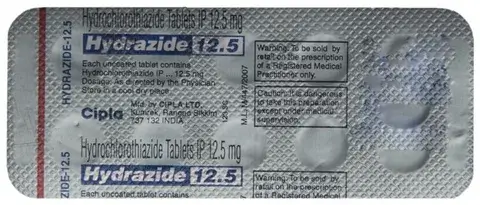 Hydrochlorothiazide Tablets IP 12.5 mg
Hydrazide 12.5
Each uncoated tablet contains
Hydrochlorothiazide IP ... 12.5 mg
Dosage: As directed by the Physician
Store in a cool dry place.
Cipla
Mfd by CIPLA LTD.
Kumrek, Rangpo Sikkim
737 132 INDIA
HYDRAZIDE-12.5
M.L.: M/447/2007
Warning: To be sold by
retail on the prescription
of a Registered Medical
Practitioner only.
Caution: It is dangerous
to take this preparation
except under medical
supervision.
Hydrochlorothiazide Tablets IP 12.5 mg
Hydrazide 12.5
Each uncoated tablet contains
ZIDE-12.5
Warning: To be sold by
retail on the prescription
of a Registered Medical